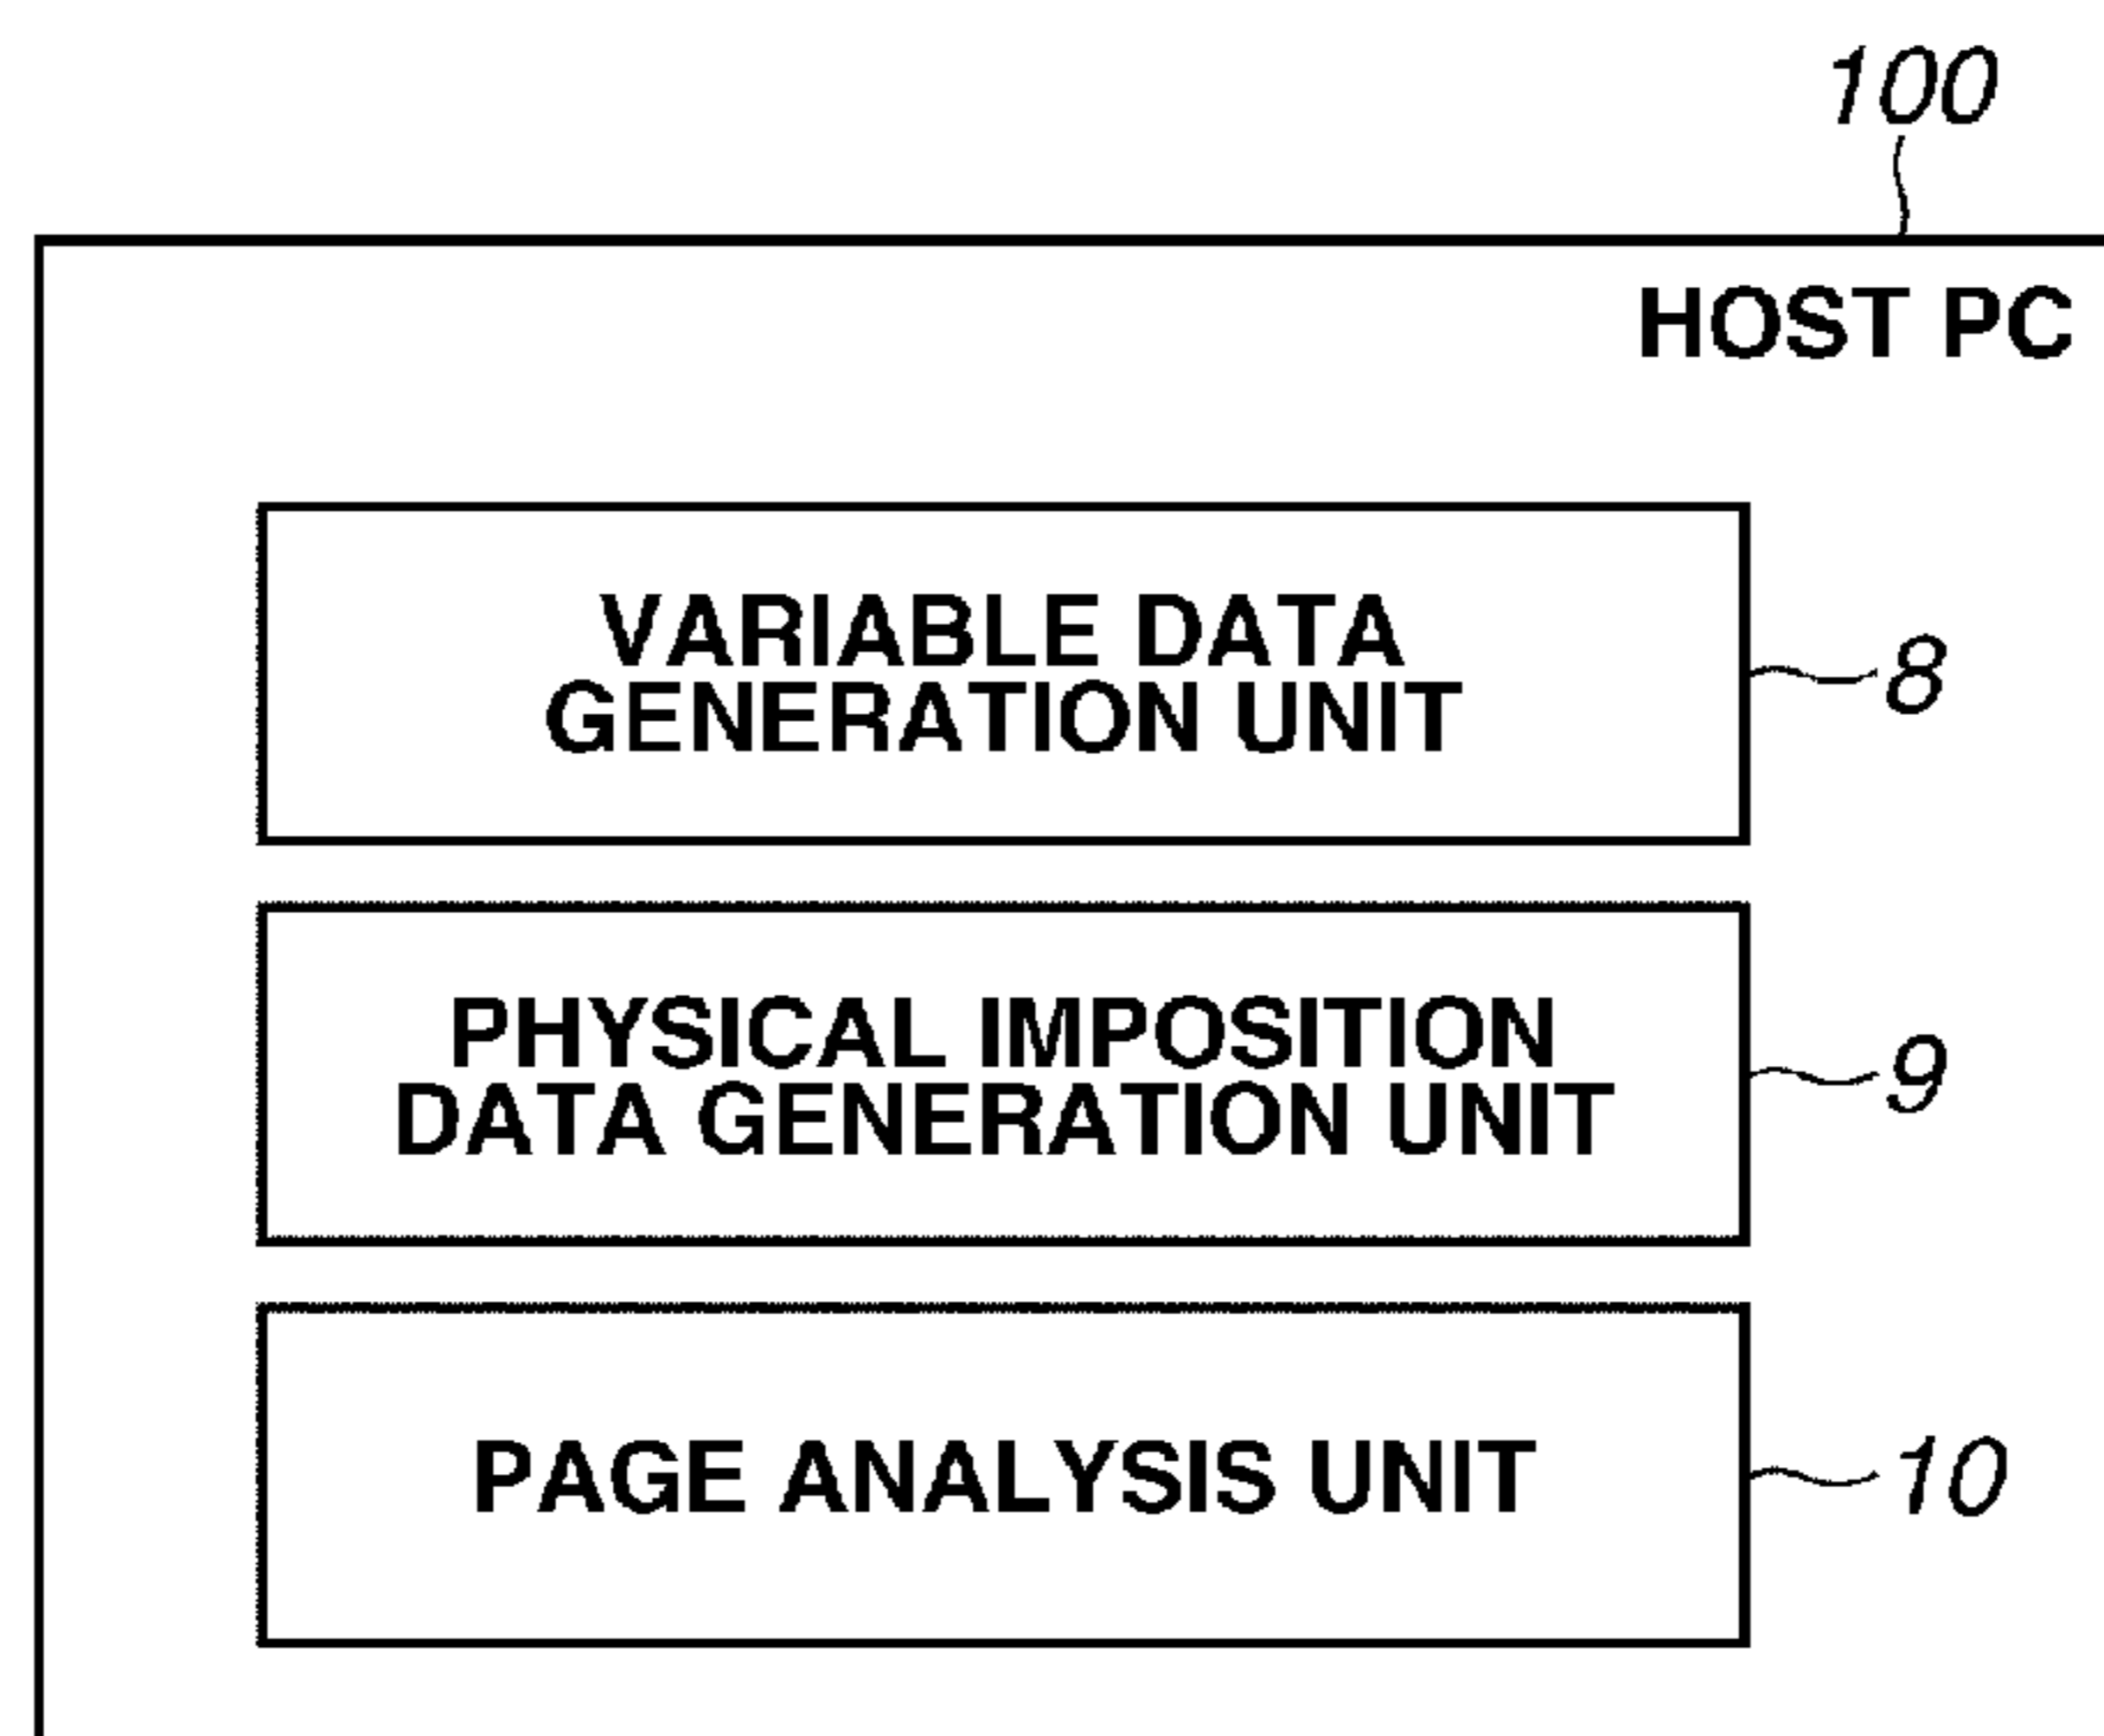 100
HOST PC
VARIABLE DATA
GENERATION UNIT
8
PHYSICAL IMPOSITION
DATA GENERATION UNIT
9
PAGE ANALYSIS UNIT
10